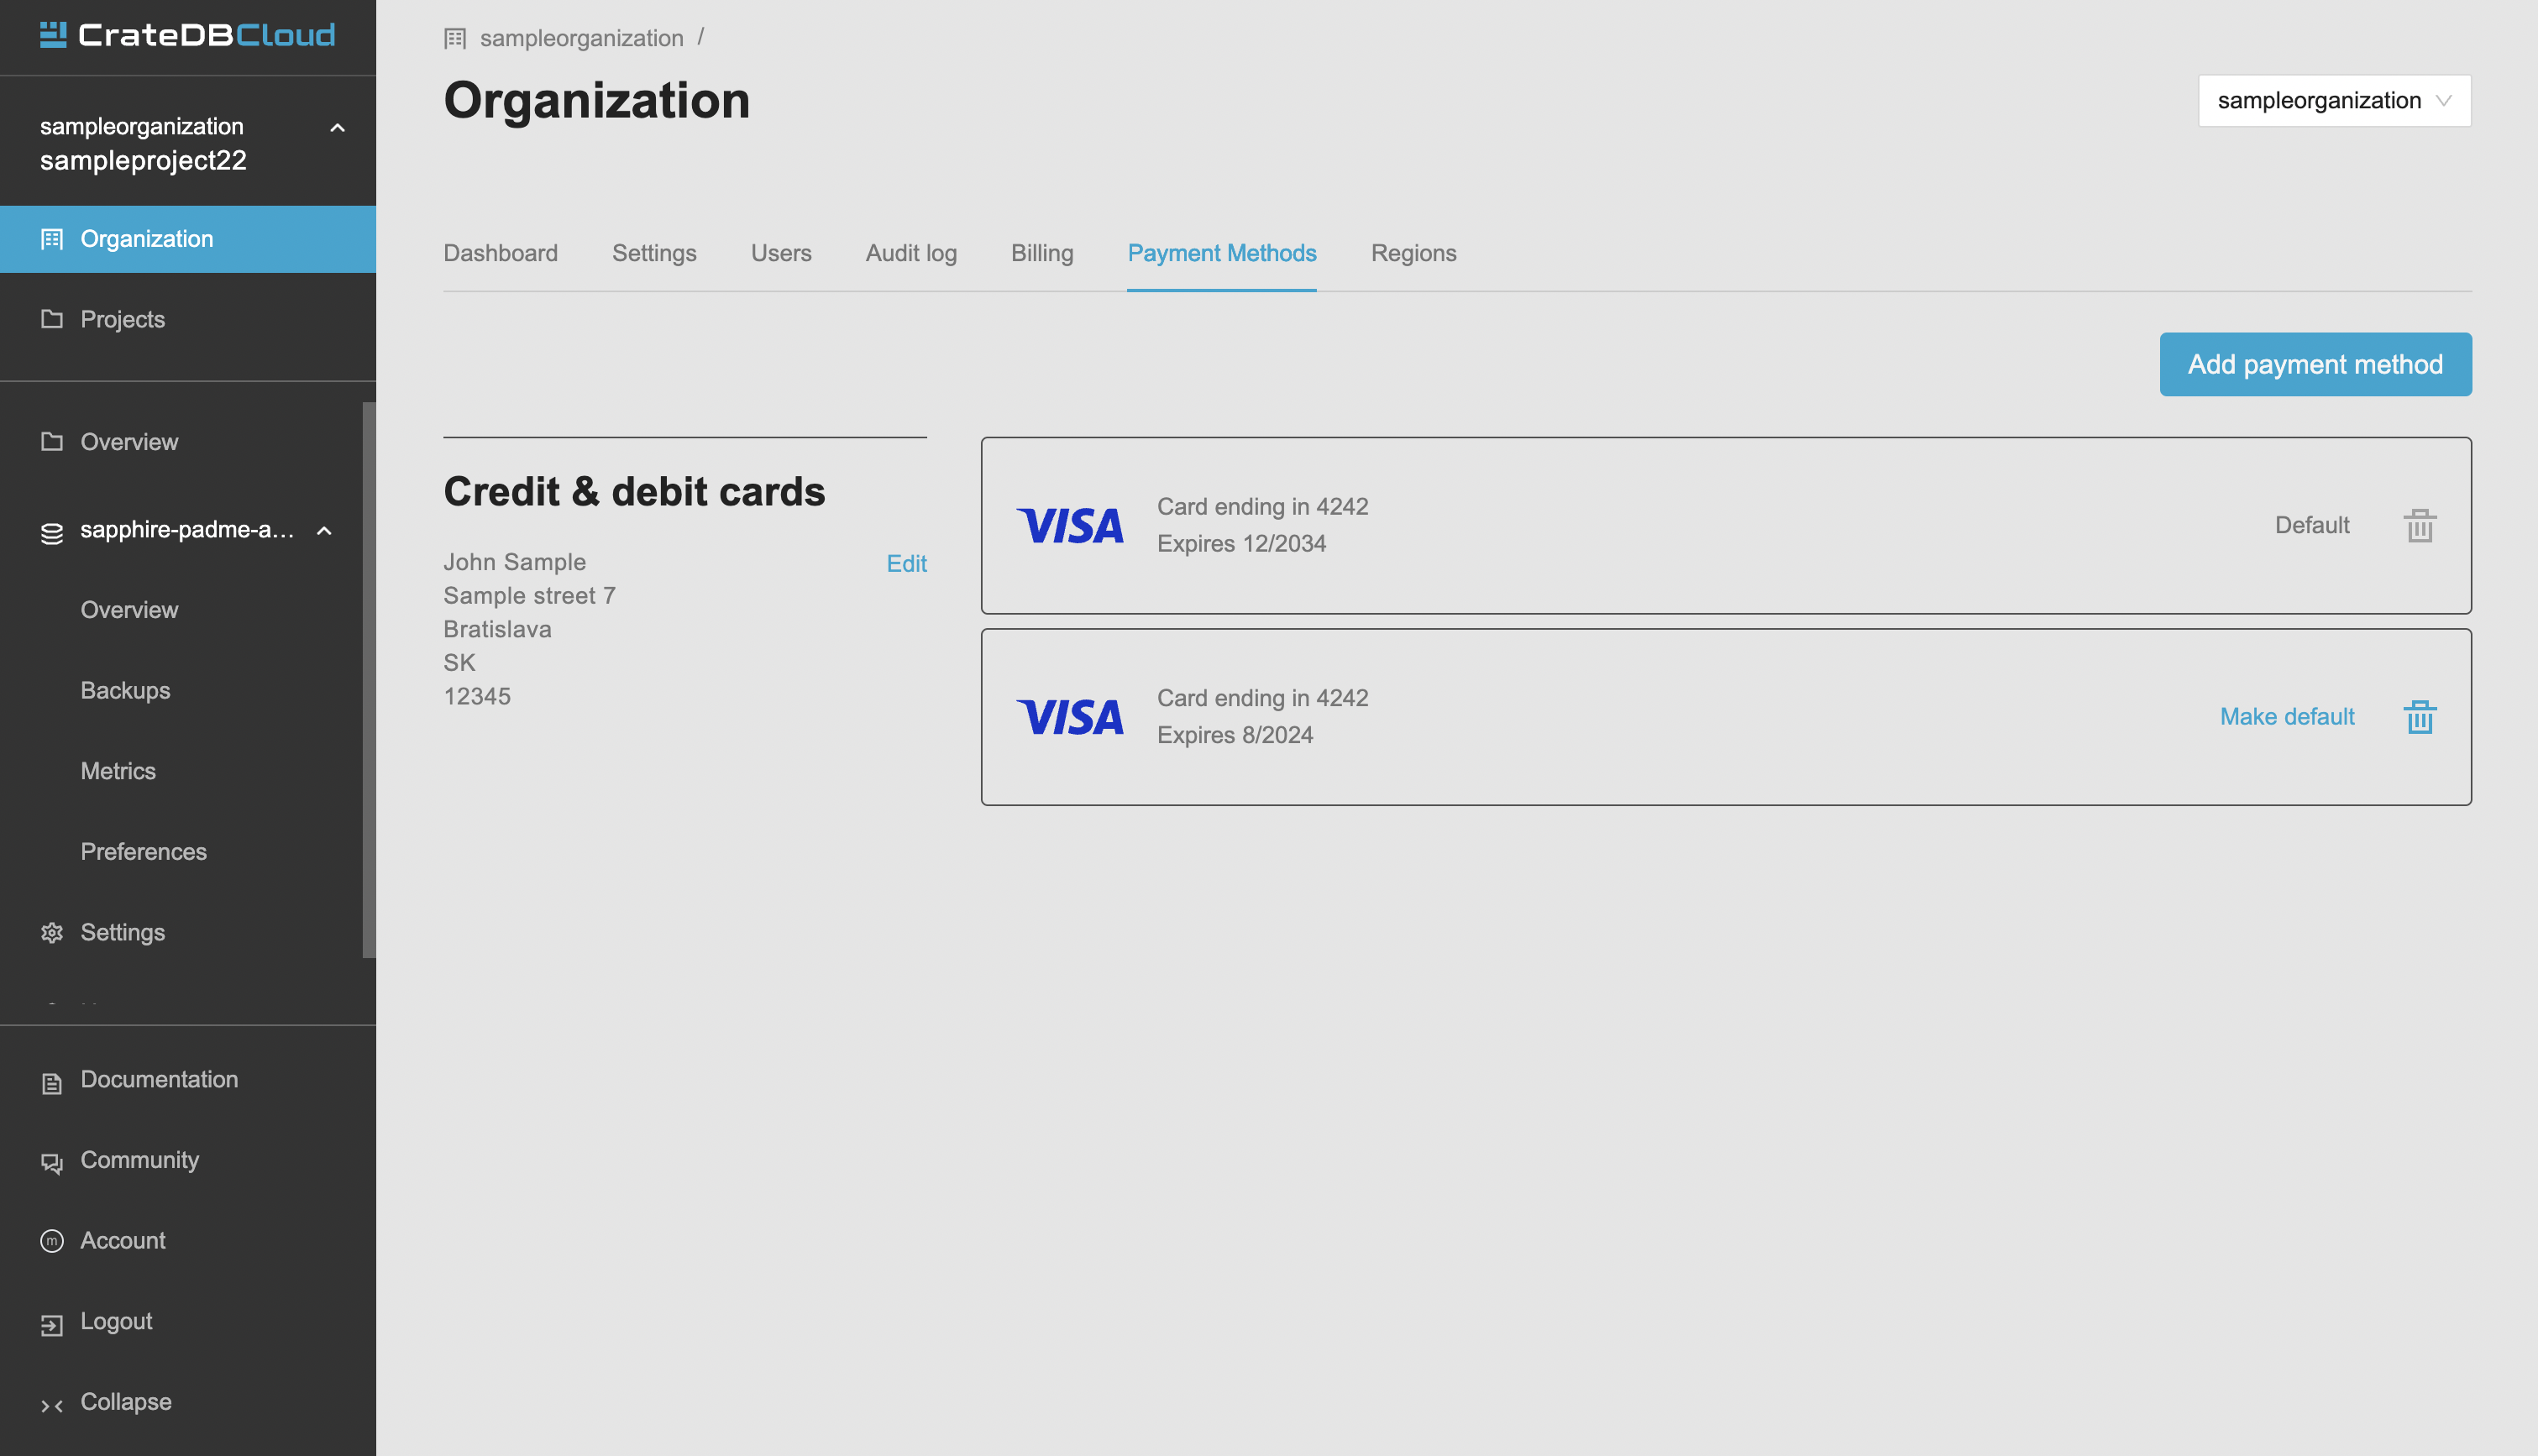 CrateDBCloud
sampleorganization
sampleproject22
Organization
Projects
Overview
sapphire-padme-a...
Overview
Backups
Metrics
Preferences
Settings
Documentation
Community
m
Account
Logout
Collapse
sampleorganization /
Organization
sampleorganization
Dashboard Settings Users Audit log Billing Payment Methods Regions
Add payment method
Credit & debit cards
John Sample
Edit
Sample street 7
Bratislava
SK
12345
VISA
Card ending in 4242
Expires 12/2034
Default
VISA
Card ending in 4242
Expires 8/2024
Make default